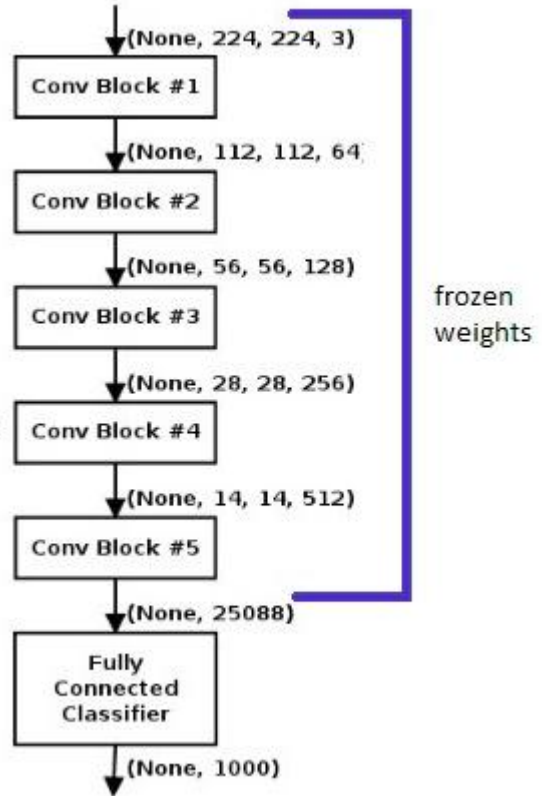 (None, 224, 224, 3)
Conv Block #1
(None, 112, 112, 64)
Conv Block #2
(None, 56, 56, 128)
Conv Block #3
(None, 28, 28, 256)
Conv Block #4
(None, 14, 14, 512)
Conv Block #5
(None, 25088)
Fully
Connected
Classifier
(None, 1000)
frozen
weights